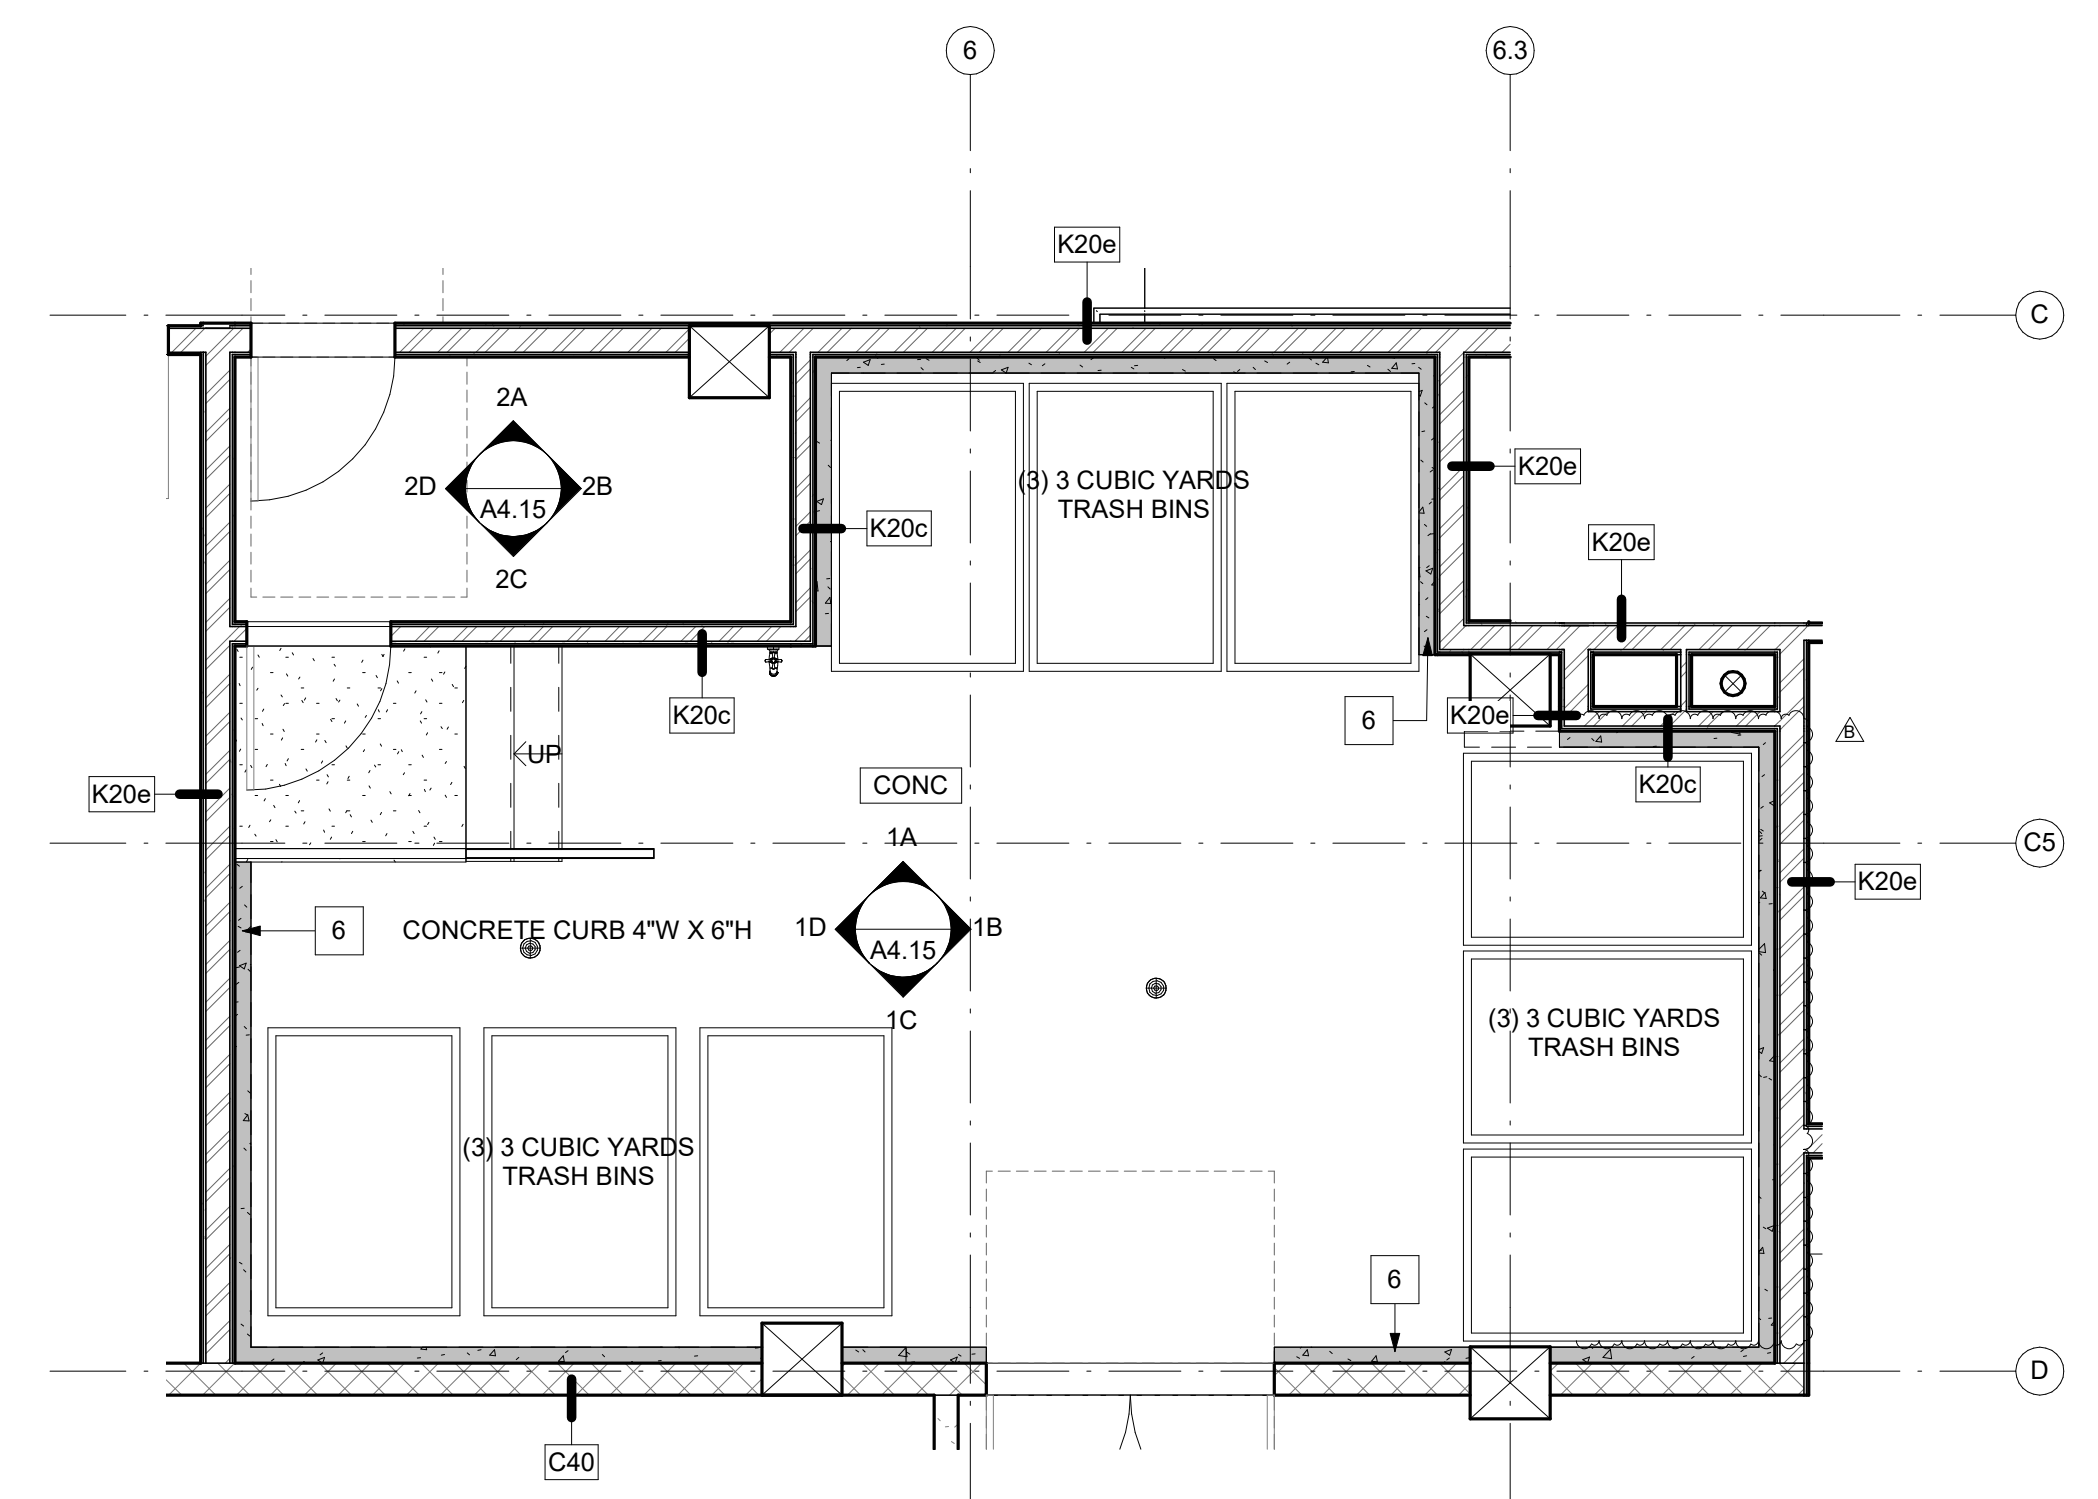 6
6.3
K20e
C
2A
2D
2B
A4.15
2C
(3) 3 CUBIC YARDS
TRASH BINS
K20e
K20c
K20e
K20c
6
K20e
B
UP
CONC
K20c
K20e
C5
1A
K20e
6
CONCRETE CURB 4"W X 6"H
1D
1B
A4.15
1C
(3) 3 CUBIC YARDS
TRASH BINS
(3) 3 CUBIC YARDS
TRASH BINS
6
D
C40